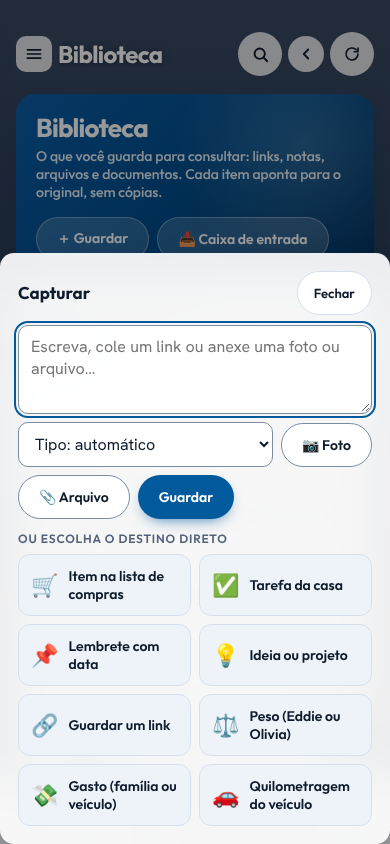 Biblioteca
Biblioteca
O que você guarda para consultar: links, notas,
arquivos e documentos. Cada item aponta para o
original, sem cópias.
+ Guardar
Caixa de entrada
Capturar
Fechar
Escreva, cole um link ou anexe uma foto ou
arquivo...
Tipo: automático
Foto
Arquivo
Guardar
OU ESCOLHA O DESTINO DIRETO
Item na lista de
compras
Tarefa da casa
Lembrete com
data
Ideia ou projeto
Guardar um link
Peso (Eddie ou
Olivia)
Gasto (família ou
veículo)
Quilometragem
do veículo